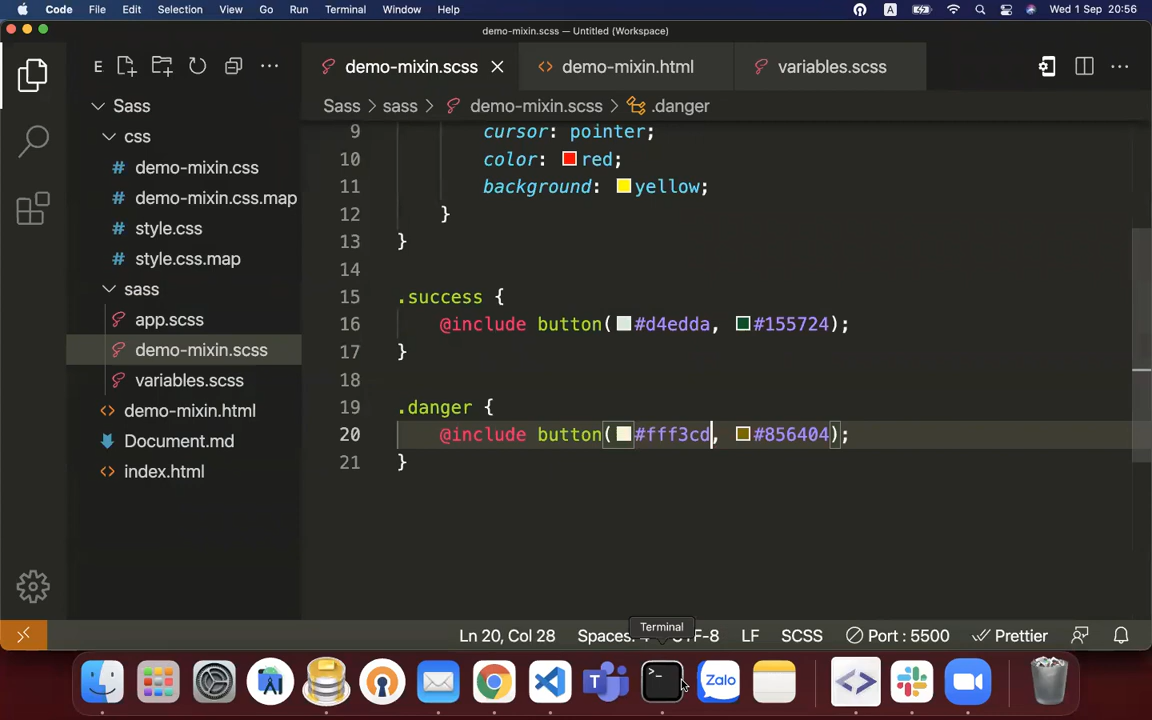 Code File Edit Selection View Go Run Terminal Window Help A Wed 1 Sep 20:56
demo-mixin.scss — Untitled (Workspace)
E demo-mixin.scss demo-mixin.html variables.scss
Sass > sass > demo-mixin.scss > .danger
Sass
css
demo-mixin.css
demo-mixin.css.map
style.css
style.css.map
sass
app.scss
demo-mixin.scss
variables.scss
demo-mixin.html
Document.md
index.html
9 cursor: pointer;
10 color: red;
11 background: yellow;
12 }
13 }
14
15 .success {
16 @include button(#d4edda, #155724);
17 }
18
19 .danger {
20 @include button(#fff3cd, #856404);
21 }
Terminal
Ln 20, Col 28 Spaces: UTF-8 LF SCSS Port : 5500 Prettier
Zalo